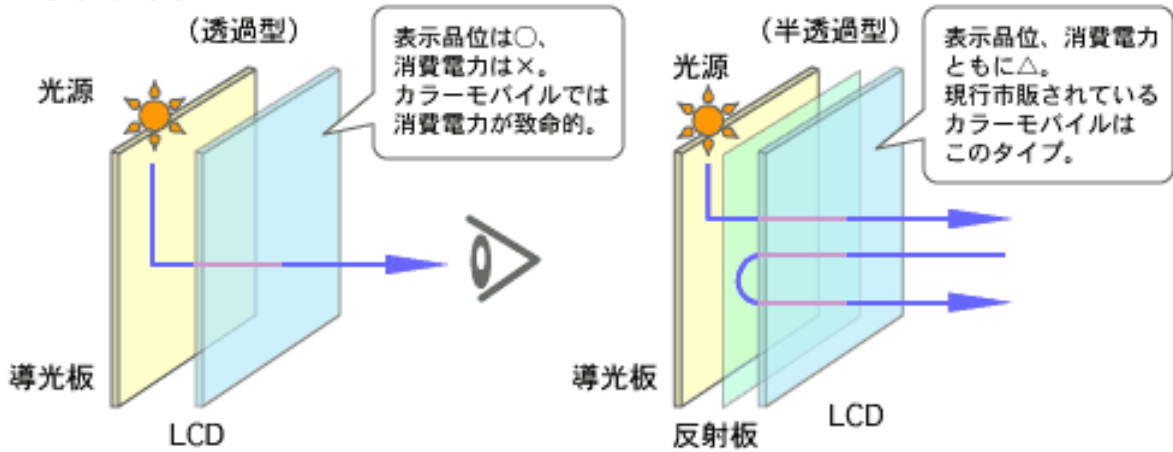 (透過型)
表示品位は○、
消費電力は×。
カラーモバイルでは
消費電力が致命的。
光源
導光板
LCD
(半透過型)
表示品位、消費電力
ともに△。
現行市販されている
カラーモバイルは
このタイプ。
光源
導光板
反射板
LCD